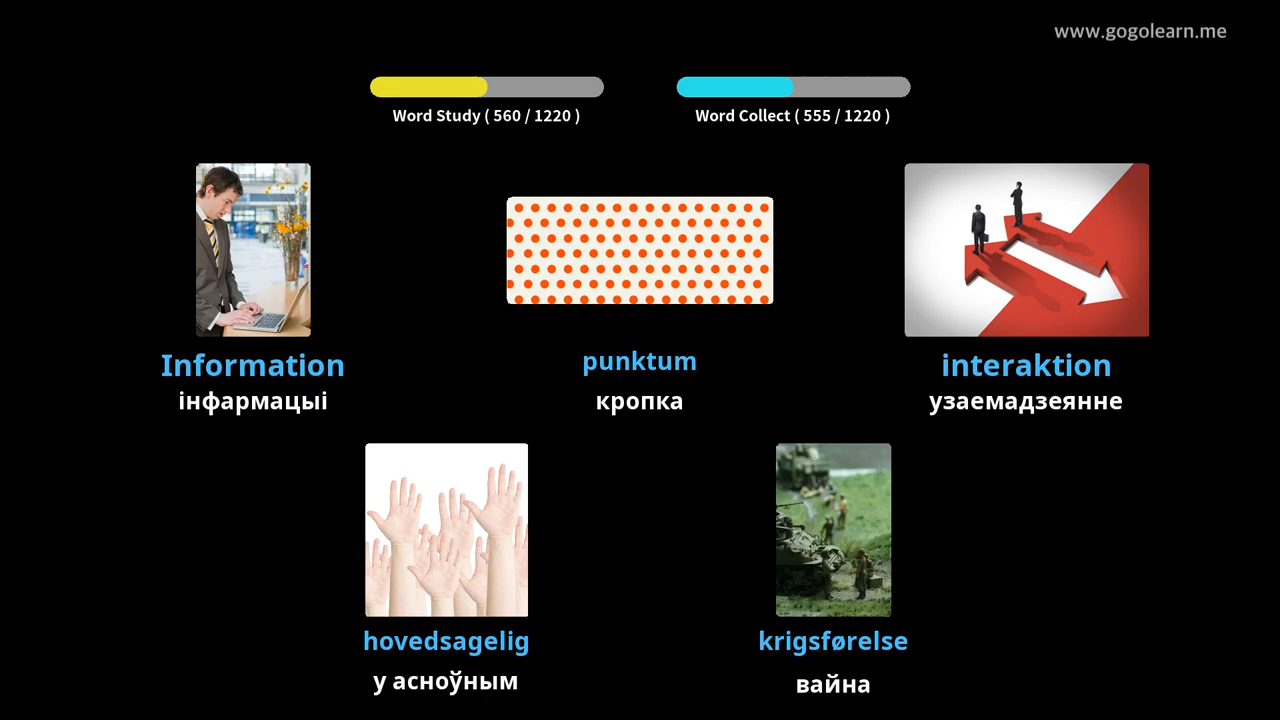 www.gogolearn.me
Word Study ( 560 / 1220 )
Word Collect ( 555 / 1220 )
Information
інфармацыі
punktum
кропка
interaktion
узаемадзеянне
hovedsagelig
у асноўным
krigsførelse
вайна